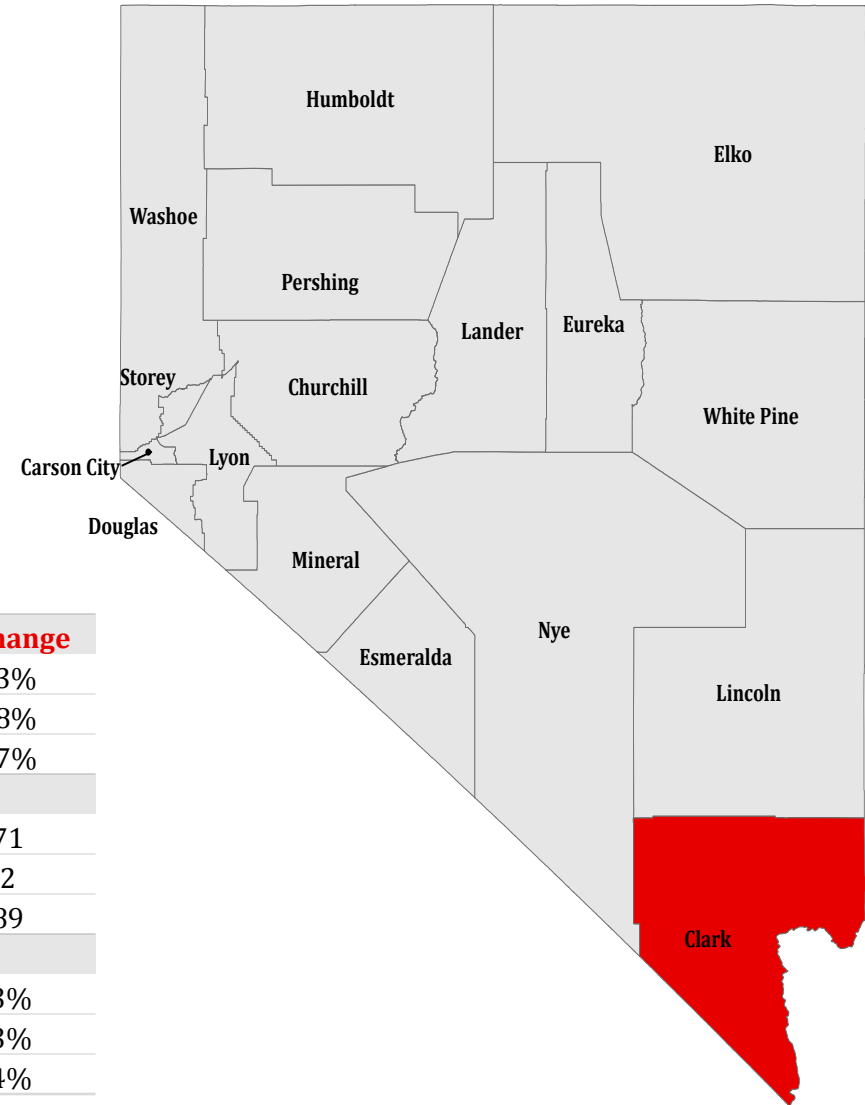 Humboldt
Elko
Washoe
Pershing
Eureka
Lander
Storey
Churchill
White Pine
Lyon
Carson City
Douglas
Mineral
Nye
Esmeralda
Lincoln
Clark
hange
3%
8%
7%
71
2
39
3%
3%
4%